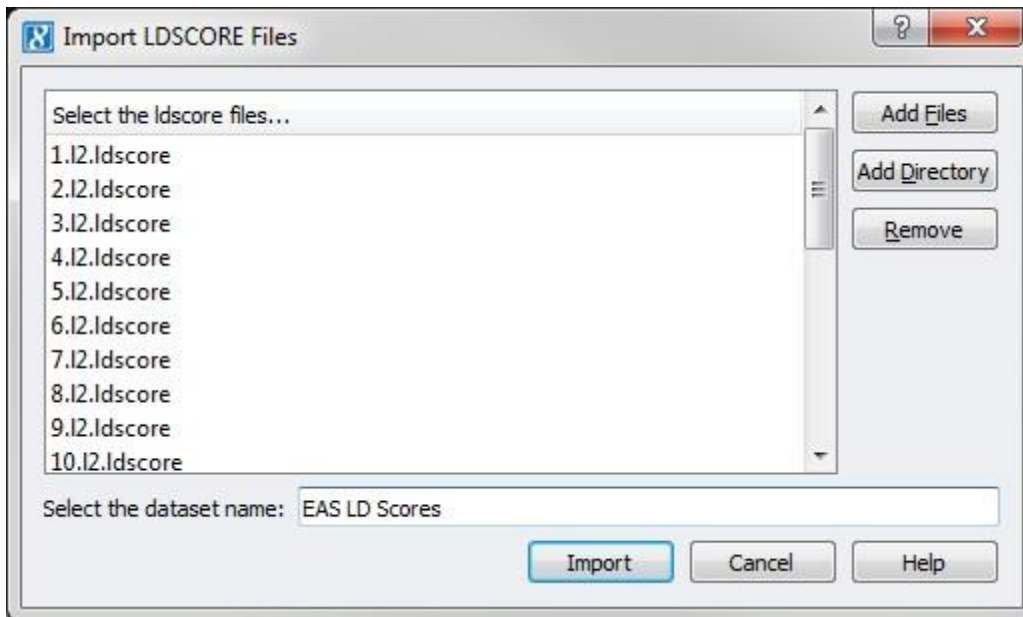 Import LDSCORE Files
Select the ldscore files...
1.l2.ldscore
2.l2.ldscore
3.l2.ldscore
4.l2.ldscore
5.l2.ldscore
6.l2.ldscore
7.l2.ldscore
8.l2.ldscore
9.l2.ldscore
10.l2.ldscore
Add Files
Add Directory
Remove
Select the dataset name: EAS LD Scores
Import Cancel Help